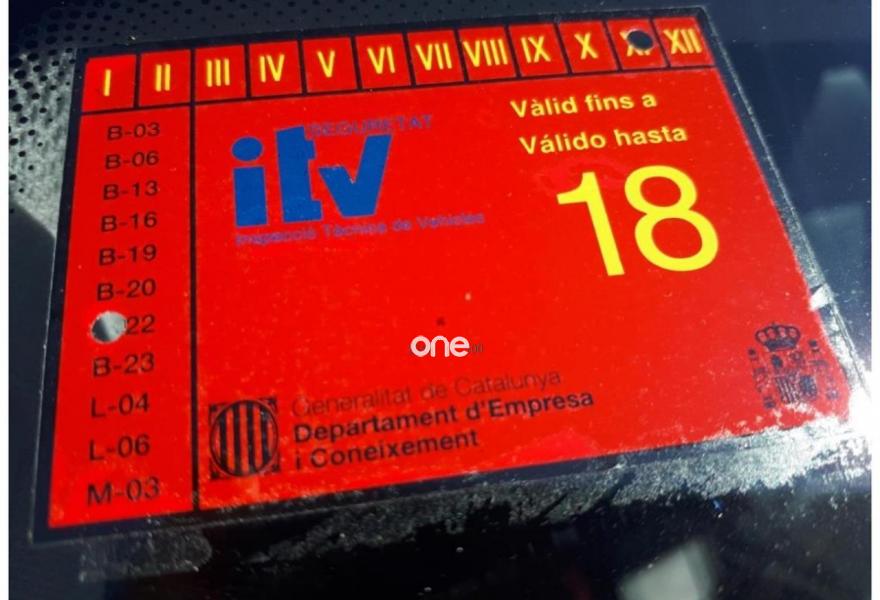 I II III IV V VI VII VIII IX X XII
B-03
B-06
B-13
B-16
B-19
B-20
22
B-23
L-04
L-06
M-03
SEGURETAT
itv
Inspecció Tècnica de Vehicles
Vàlid fins a
Válido hasta
18
one
Generalitat de Catalunya
Departament d'Empresa
i Coneixement